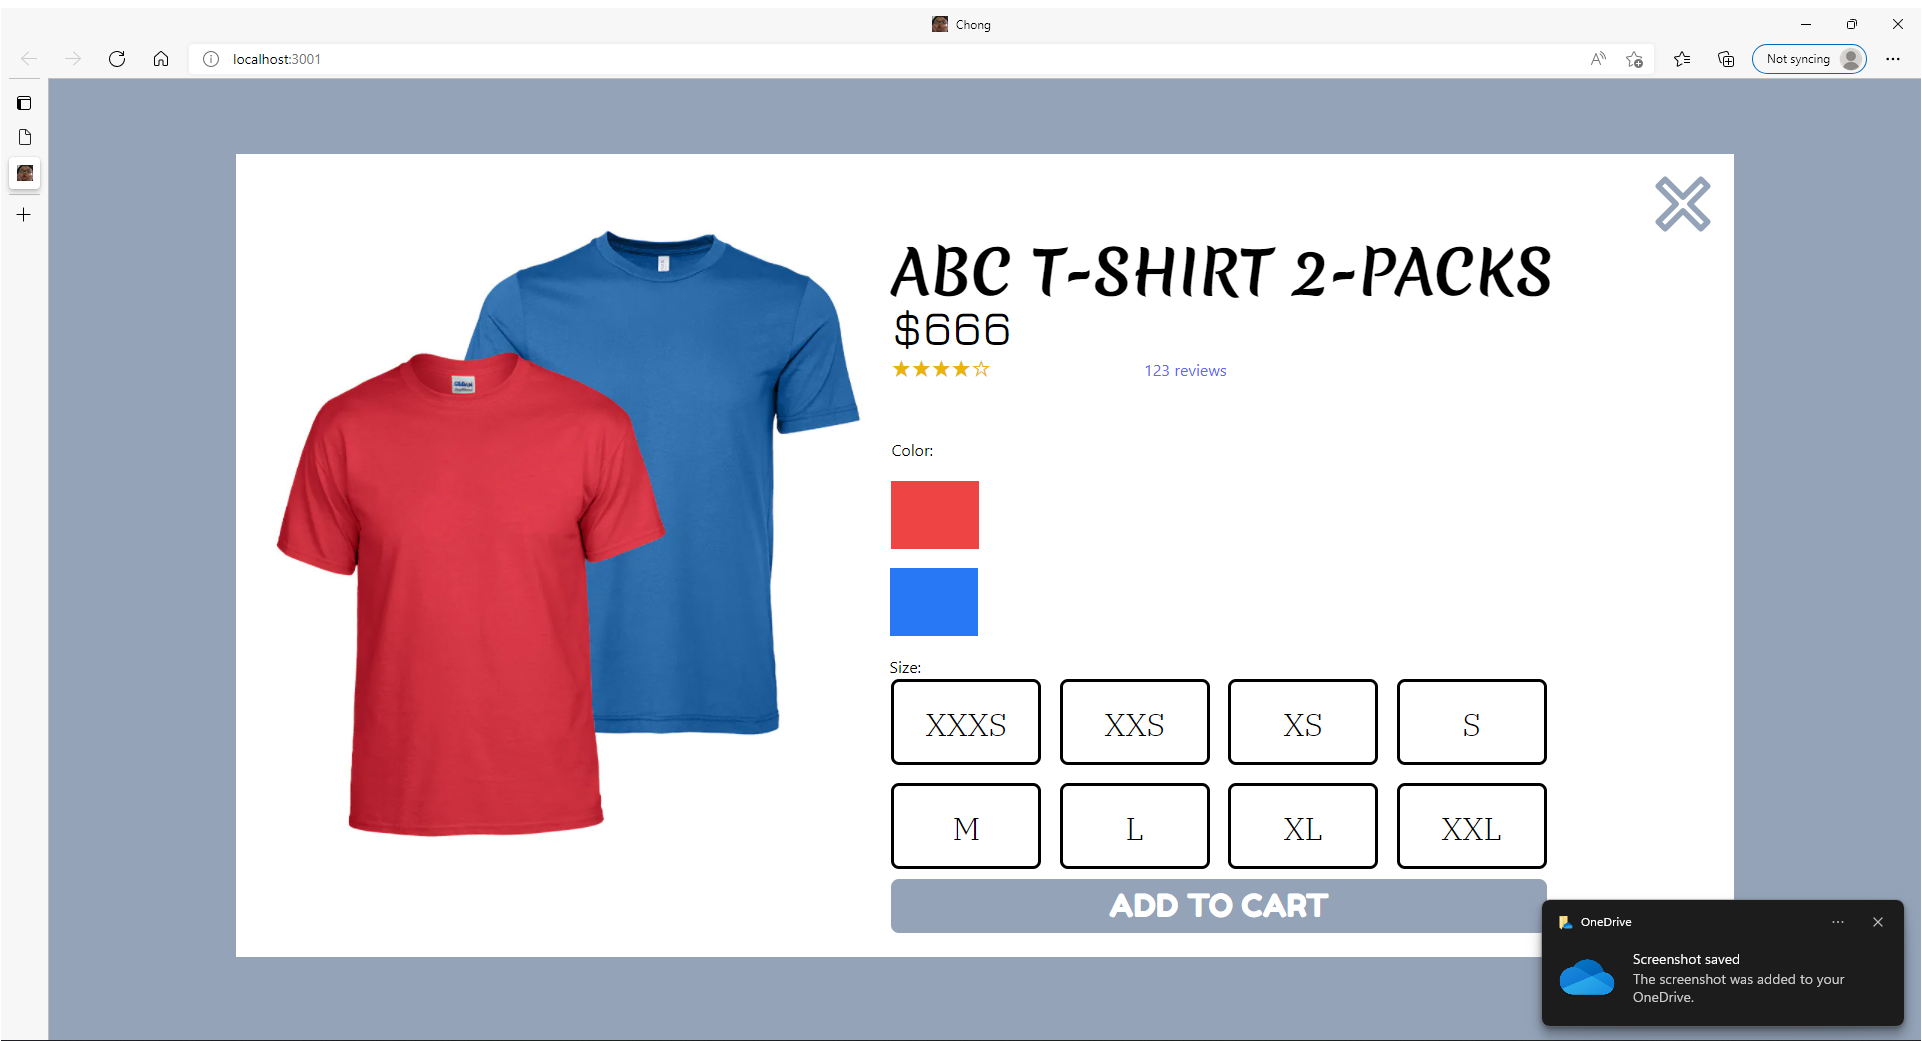 Chong
localhost:3001
Not syncing
ABC T-SHIRT 2-PACKS
$666
★★★★☆ 123 reviews
Color:
Size:
XXXS XXS XS S
M L XL XXL
ADD TO CART
OneDrive
Screenshot saved
The screenshot was added to your
OneDrive.